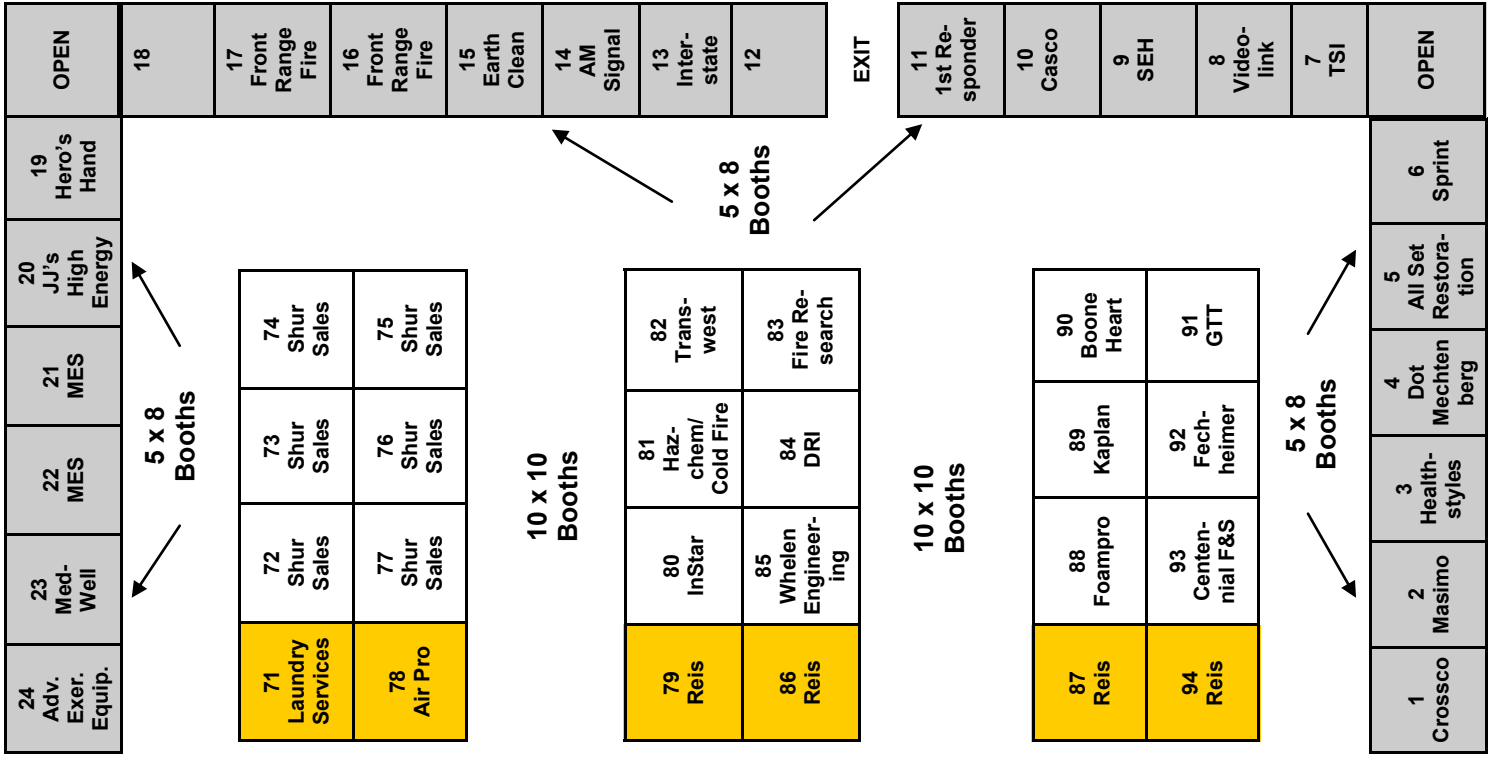 OPEN
18
17
Front
Range
Fire
16
Front
Range
Fire
15
Earth
Clean
14
AM
Signal
13
Inter-
state
12
EXIT
11
1st Re-
sponder
10
Casco
9
SEH
8
Video-
link
7
TSI
OPEN
19
Hero's
Hand
20
JJ's
High
Energy
21
MES
22
MES
23
Med-
Well
24
Adv.
Exer.
Equip.
5 x 8
Booths
5 x 8
Booths
74
Shur
Sales
75
Shur
Sales
73
Shur
Sales
76
Shur
Sales
72
Shur
Sales
77
Shur
Sales
71
Laundry
Services
78
Air Pro
10 x 10
Booths
82
Trans-
west
83
Fire Re-
search
81
Haz-
chem/
Cold Fire
84
DRI
80
InStar
85
Whelen
Engineer-
ing
79
Reis
86
Reis
10 x 10
Booths
90
Boone
Heart
91
GTT
89
Kaplan
92
Fech-
heimer
88
Foampro
93
Centen-
nial F&S
87
Reis
94
Reis
5 x 8
Booths
6
Sprint
5
All Set
Restora-
tion
4
Dot
Mechten
berg
3
Health-
styles
2
Masimo
1
Crossco